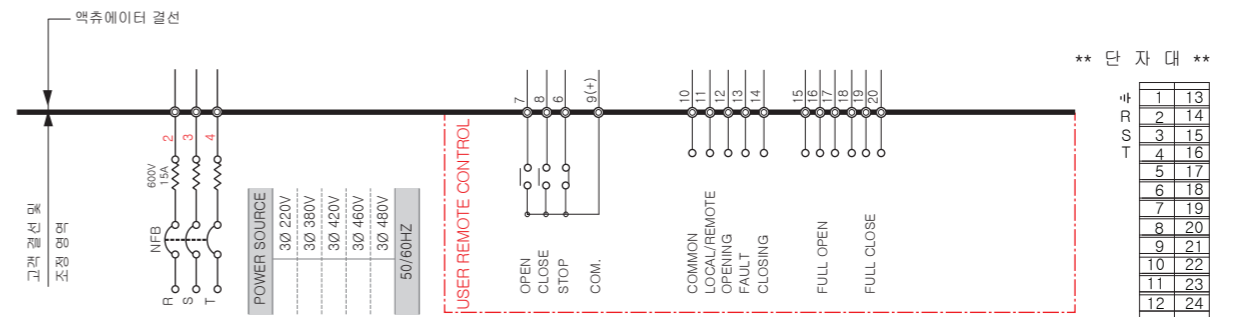 액츄에이터 결선
고객 결선 및
조정 영역
2
3
4
600V
15A
NFB
R
S
T
POWER SOURCE
3Ø 220V
3Ø 380V
3Ø 420V
3Ø 460V
3Ø 480V
50/60HZ
USER REMOTE CONTROL
7
8
6
9(+)
OPEN
CLOSE
STOP
COM.
10
11
12
13
14
COMMON
LOCAL/REMOTE
OPENING
FAULT
CLOSING
15
16
17
18
19
20
FULL OPEN
FULL CLOSE
** 단 자 대 **
1 13
R 2 14
S 3 15
T 4 16
5 17
6 18
7 19
8 20
9 21
10 22
11 23
12 24